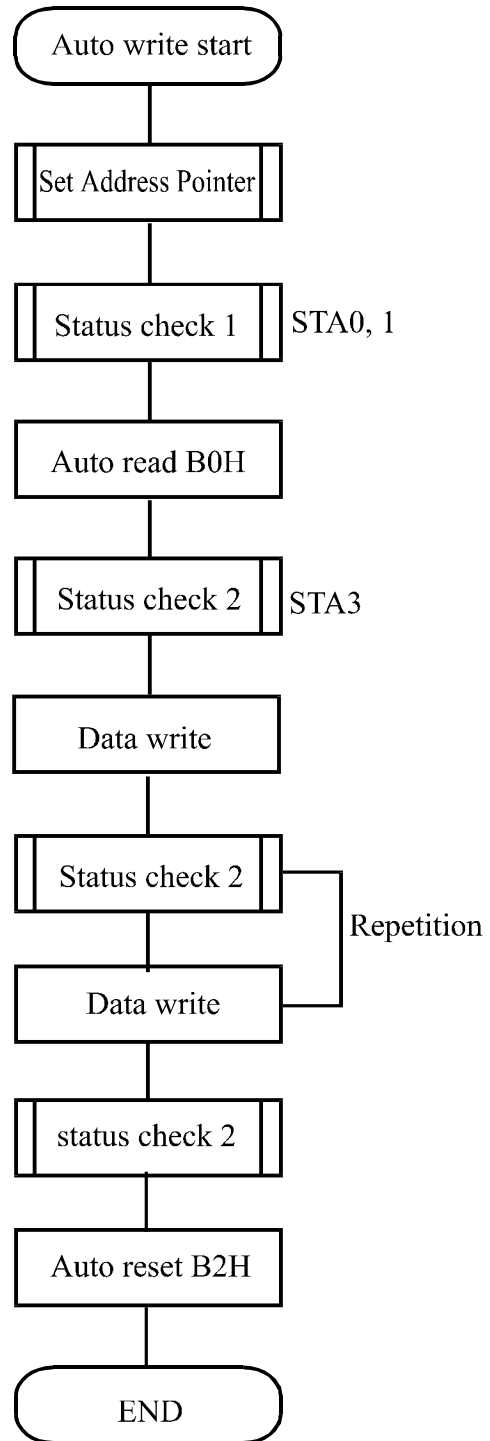 Auto write start
Set Address Pointer
Status check 1
STA0, 1
Auto read B0H
Status check 2
STA3
Data write
Status check 2
Repetition
Data write
status check 2
Auto reset B2H
END